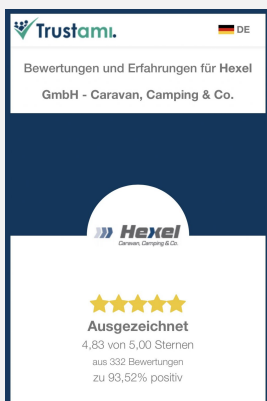 Trustami.
DE
Bewertungen und Erfahrungen für Hexel
GmbH - Caravan, Camping & Co.
Hexel
Caravan, Camping & Co.
Ausgezeichnet
4,83 von 5,00 Sternen
aus 332 Bewertungen
zu 93,52% positiv